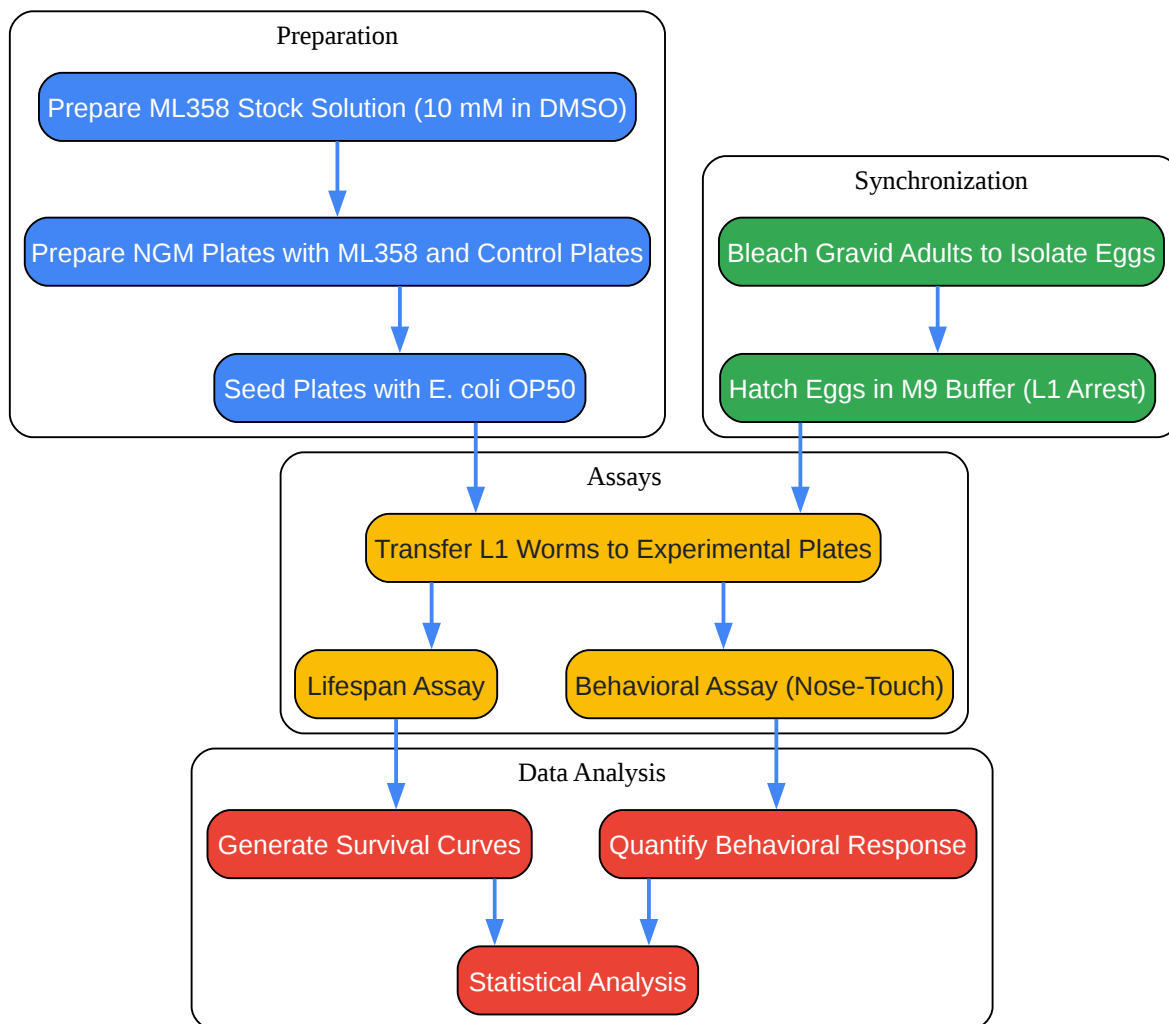 Preparation
Prepare ML358 Stock Solution (10 mM in DMSO)
Prepare NGM Plates with ML358 and Control Plates
Seed Plates with E. coli OP50
Synchronization
Bleach Gravid Adults to Isolate Eggs
Hatch Eggs in M9 Buffer (L1 Arrest)
Assays
Transfer L1 Worms to Experimental Plates
Lifespan Assay
Behavioral Assay (Nose-Touch)
Data Analysis
Generate Survival Curves
Quantify Behavioral Response
Statistical Analysis